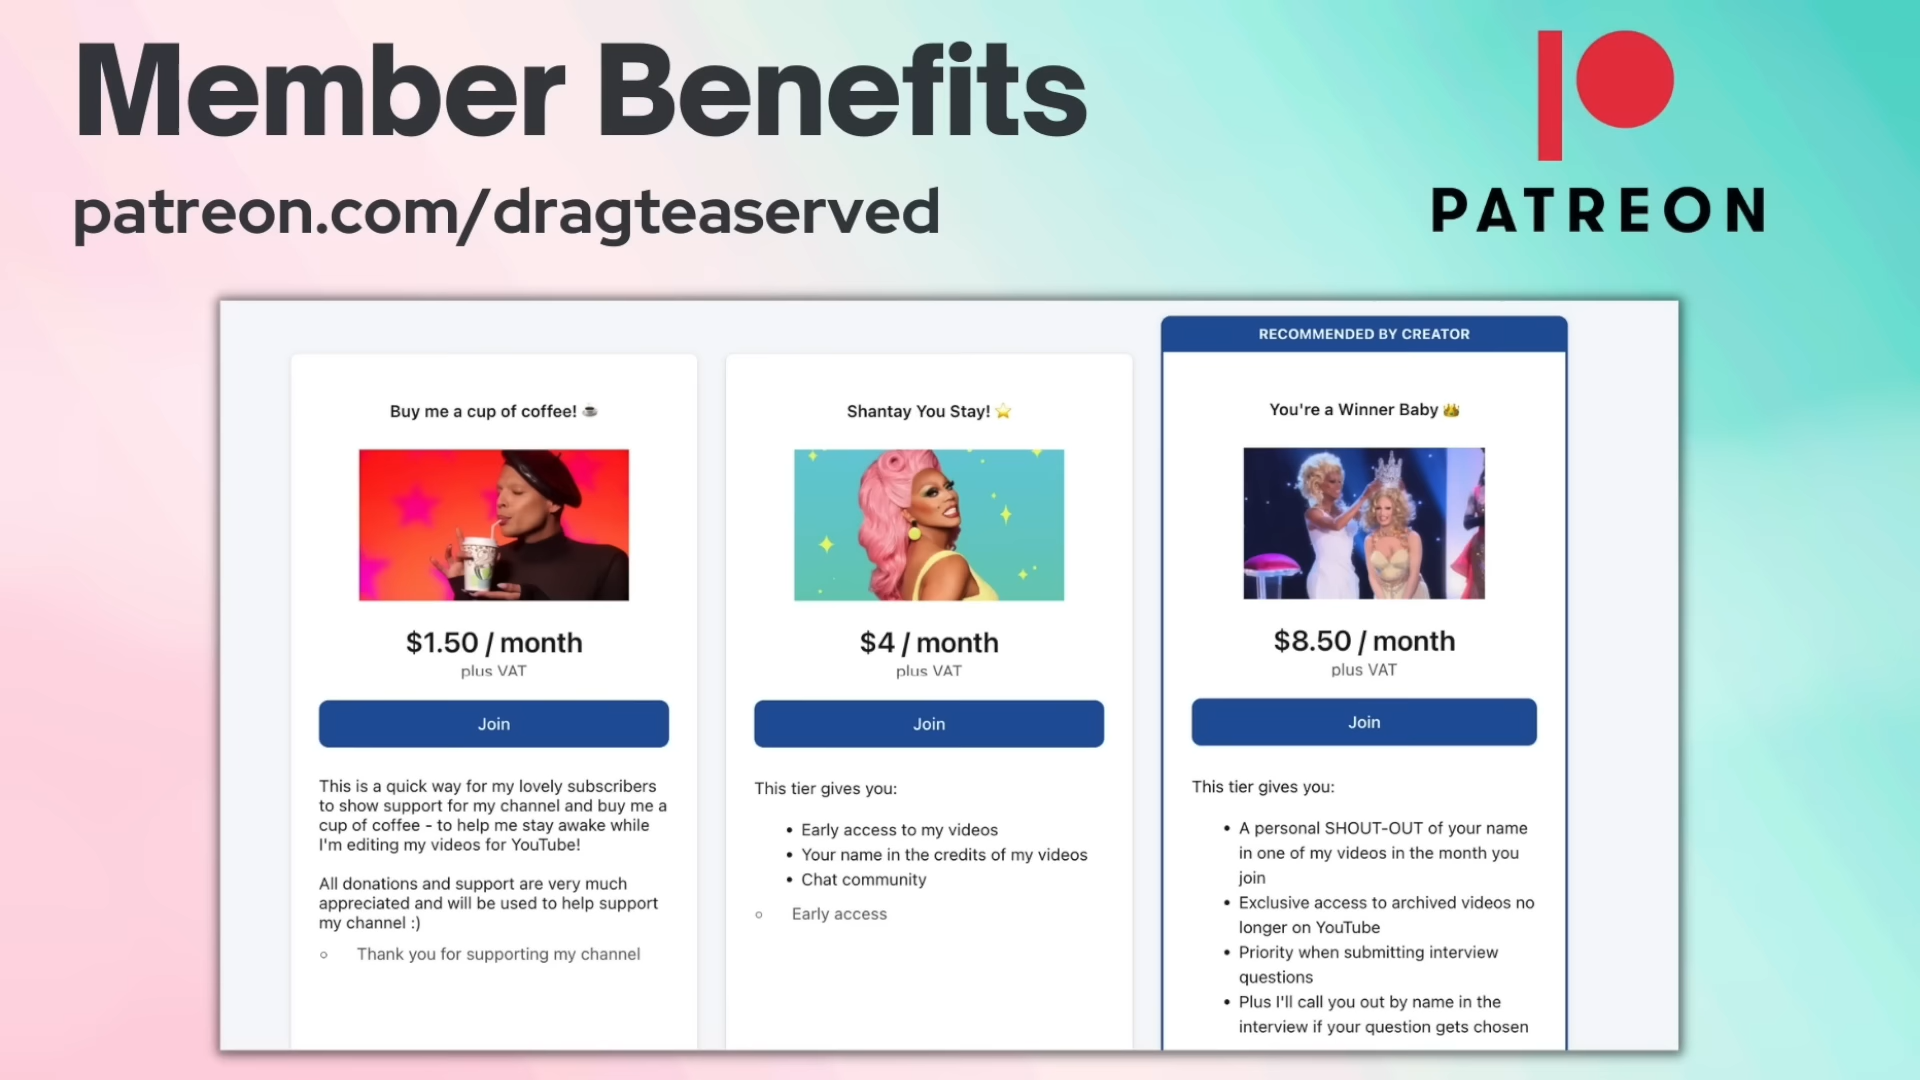 Member Benefits
patreon.com/dragteaserved
PATREON
RECOMMENDED BY CREATOR
Buy me a cup of coffee! ☕
$1.50 / month
plus VAT
Join
This is a quick way for my lovely subscribers
to show support for my channel and buy me a
cup of coffee - to help me stay awake while
I'm editing my videos for YouTube!
All donations and support are very much
appreciated and will be used to help support
my channel :)
Thank you for supporting my channel
Shantay You Stay! ⭐
$4 / month
plus VAT
Join
This tier gives you:
• Early access to my videos
• Your name in the credits of my videos
• Chat community
Early access
You're a Winner Baby 👑
$8.50 / month
plus VAT
Join
This tier gives you:
• A personal SHOUT-OUT of your name
in one of my videos in the month you
join
• Exclusive access to archived videos no
longer on YouTube
• Priority when submitting interview
questions
• Plus I'll call you out by name in the
interview if your question gets chosen